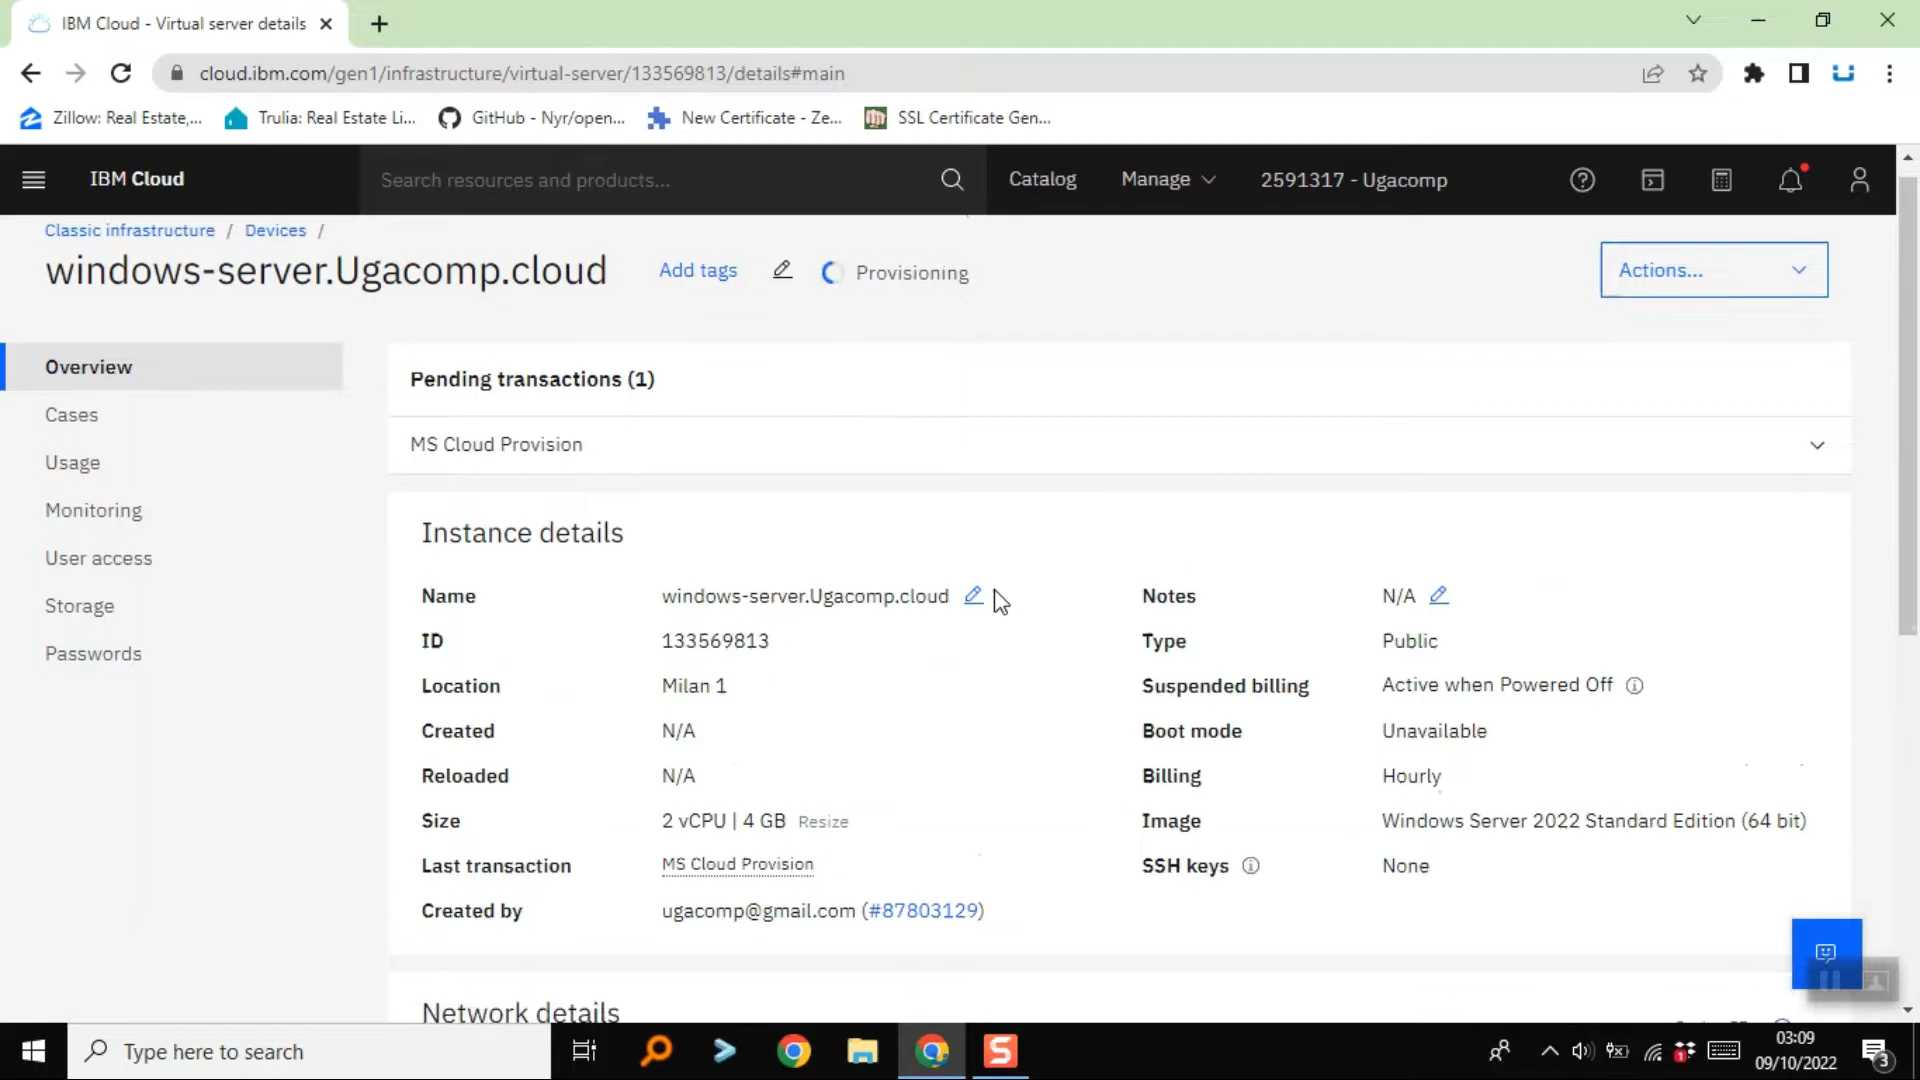 IBM Cloud - Virtual server details
cloud.ibm.com/gen1/infrastructure/virtual-server/133569813/details#main
Zillow: Real Estate,...
Trulia: Real Estate Li...
GitHub - Nyr/open...
New Certificate - Ze...
SSL Certificate Gen...
IBM Cloud
Search resources and products...
Catalog
Manage
2591317 - Ugacomp
Classic infrastructure / Devices /
windows-server.Ugacomp.cloud
Add tags
Provisioning
Actions...
Overview
Cases
Usage
Monitoring
User access
Storage
Passwords
Pending transactions (1)
MS Cloud Provision
Instance details
Name windows-server.Ugacomp.cloud
ID 133569813
Location Milan 1
Created N/A
Reloaded N/A
Size 2 vCPU | 4 GB Resize
Last transaction MS Cloud Provision
Created by ugacomp@gmail.com (#87803129)
Notes N/A
Type Public
Suspended billing Active when Powered Off
Boot mode Unavailable
Billing Hourly
Image Windows Server 2022 Standard Edition (64 bit)
SSH keys None
Network details
Type here to search
03:09
09/10/2022
1
3